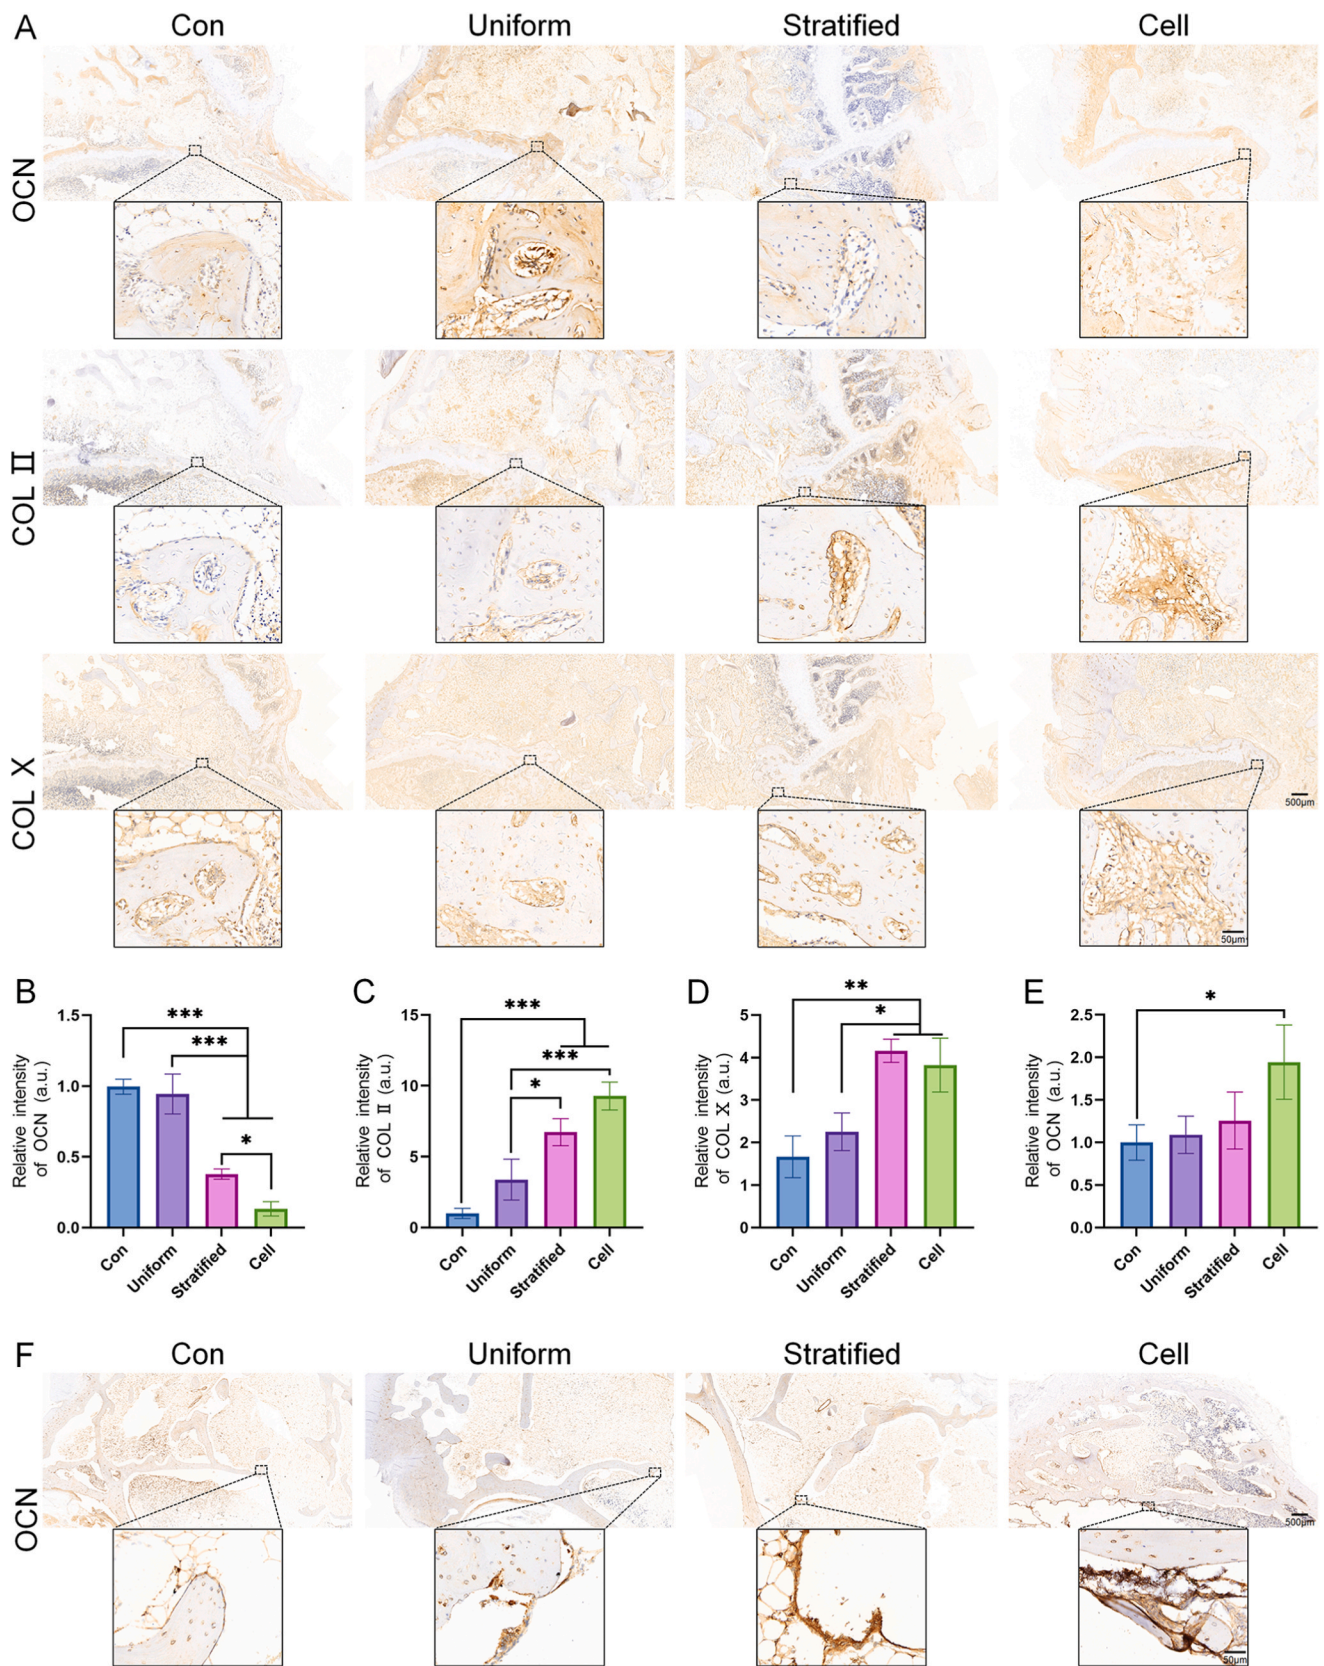 A
Con Uniform Stratified Cell
OCN
COL II
COL X
500μm
50μm
B
Relative intensity
of OCN (a.u.)
1.5
1.0
0.5
0.0
***
***
*
Con Uniform Stratified Cell
C
Relative intensity
of COL II (a.u.)
15
10
5
0
***
***
*
Con Uniform Stratified Cell
D
Relative intensity
of COL X (a.u.)
5
4
3
2
1
0
**
*
Con Uniform Stratified Cell
E
Relative intensity
of OCN (a.u.)
2.5
2.0
1.5
1.0
0.5
0.0
*
Con Uniform Stratified Cell
F
Con Uniform Stratified Cell
OCN
500μm
50μm